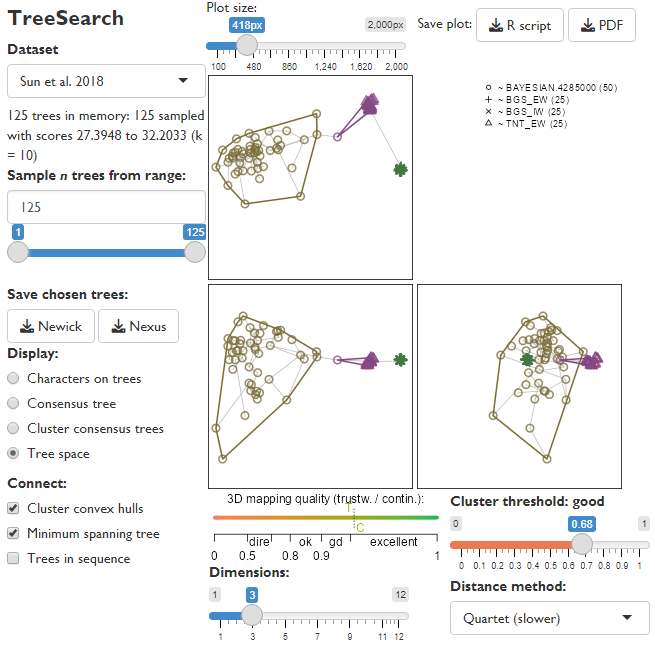 TreeSearch
Dataset
Sun et al. 2018
125 trees in memory: 125 sampled
with scores 27.3948 to 32.2033 (k
= 10)
Sample n trees from range:
125
1 125
Save chosen trees:
Newick Nexus
Display:
Characters on trees
Consensus tree
Cluster consensus trees
Tree space
Connect:
Cluster convex hulls
Minimum spanning tree
Trees in sequence
Plot size:
418px 2,000px
100 480 860 1,240 1,620 2,000
Save plot: R script PDF
~ BAYESIAN.4285000 (50)
~ BGS_EW (25)
~ BGS_IW (25)
~ TNT_EW (25)
3D mapping quality (trustw. / contin.):
T
C
dire ok gd excellent
0 0.5 0.8 0.9 1
Dimensions:
1 3 12
1 3 5 7 9 11 12
Cluster threshold: good
0 0.68 1
0 0.1 0.2 0.3 0.4 0.5 0.6 0.7 0.8 0.9 1
Distance method:
Quartet (slower)